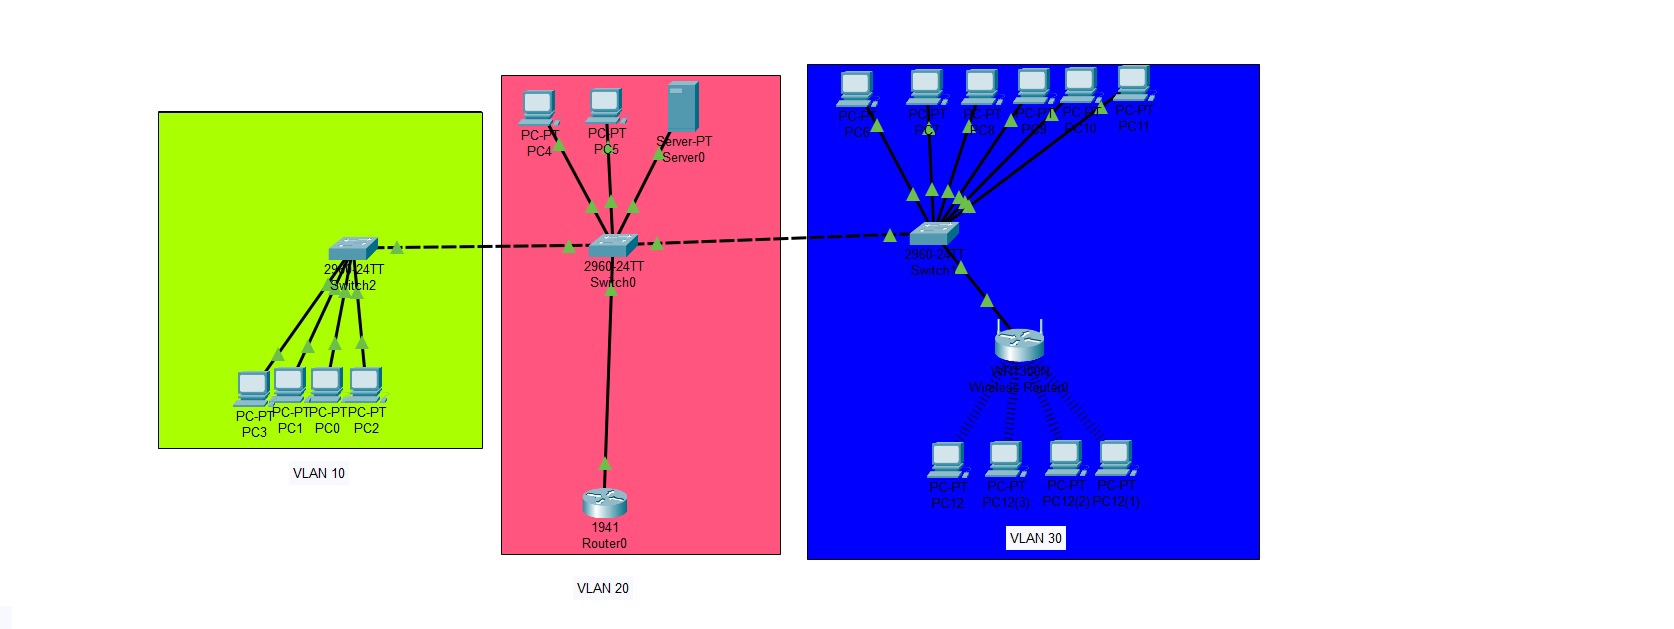 PC-PT
PC4
PC-PT
PC5
Server-PT
Server0
PC-PT
PC6
PC-PT
PC7
PC-PT
PC8
PC-PT
PC9
PC-PT
PC10
PC-PT
PC11
2960-24TT
Switch2
2960-24TT
Switch0
2960-24TT
PC-PT
PC3
PC-PT
PC1
PC-PT
PC0
PC-PT
PC2
VLAN 10
1941
Router0
VLAN 20
WRT300N
Wireless Router0
PC-PT
PC12
PC-PT
PC12(3)
PC-PT
PC12(2)
PC-PT
PC12(1)
VLAN 30